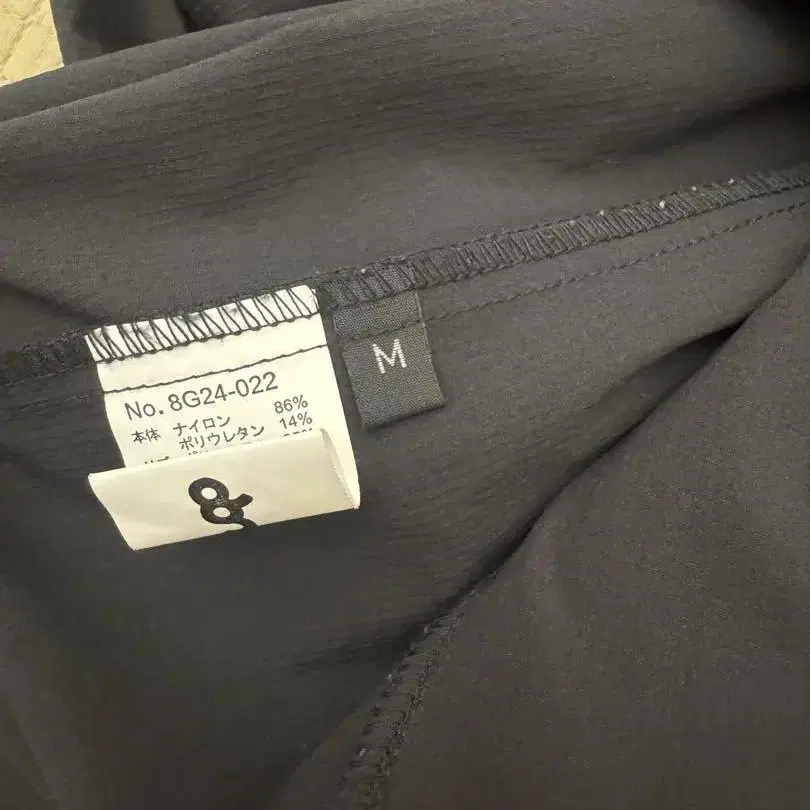 No. 8G24-022
本体 ナイロン 86%
ポリウレタン 14%
M